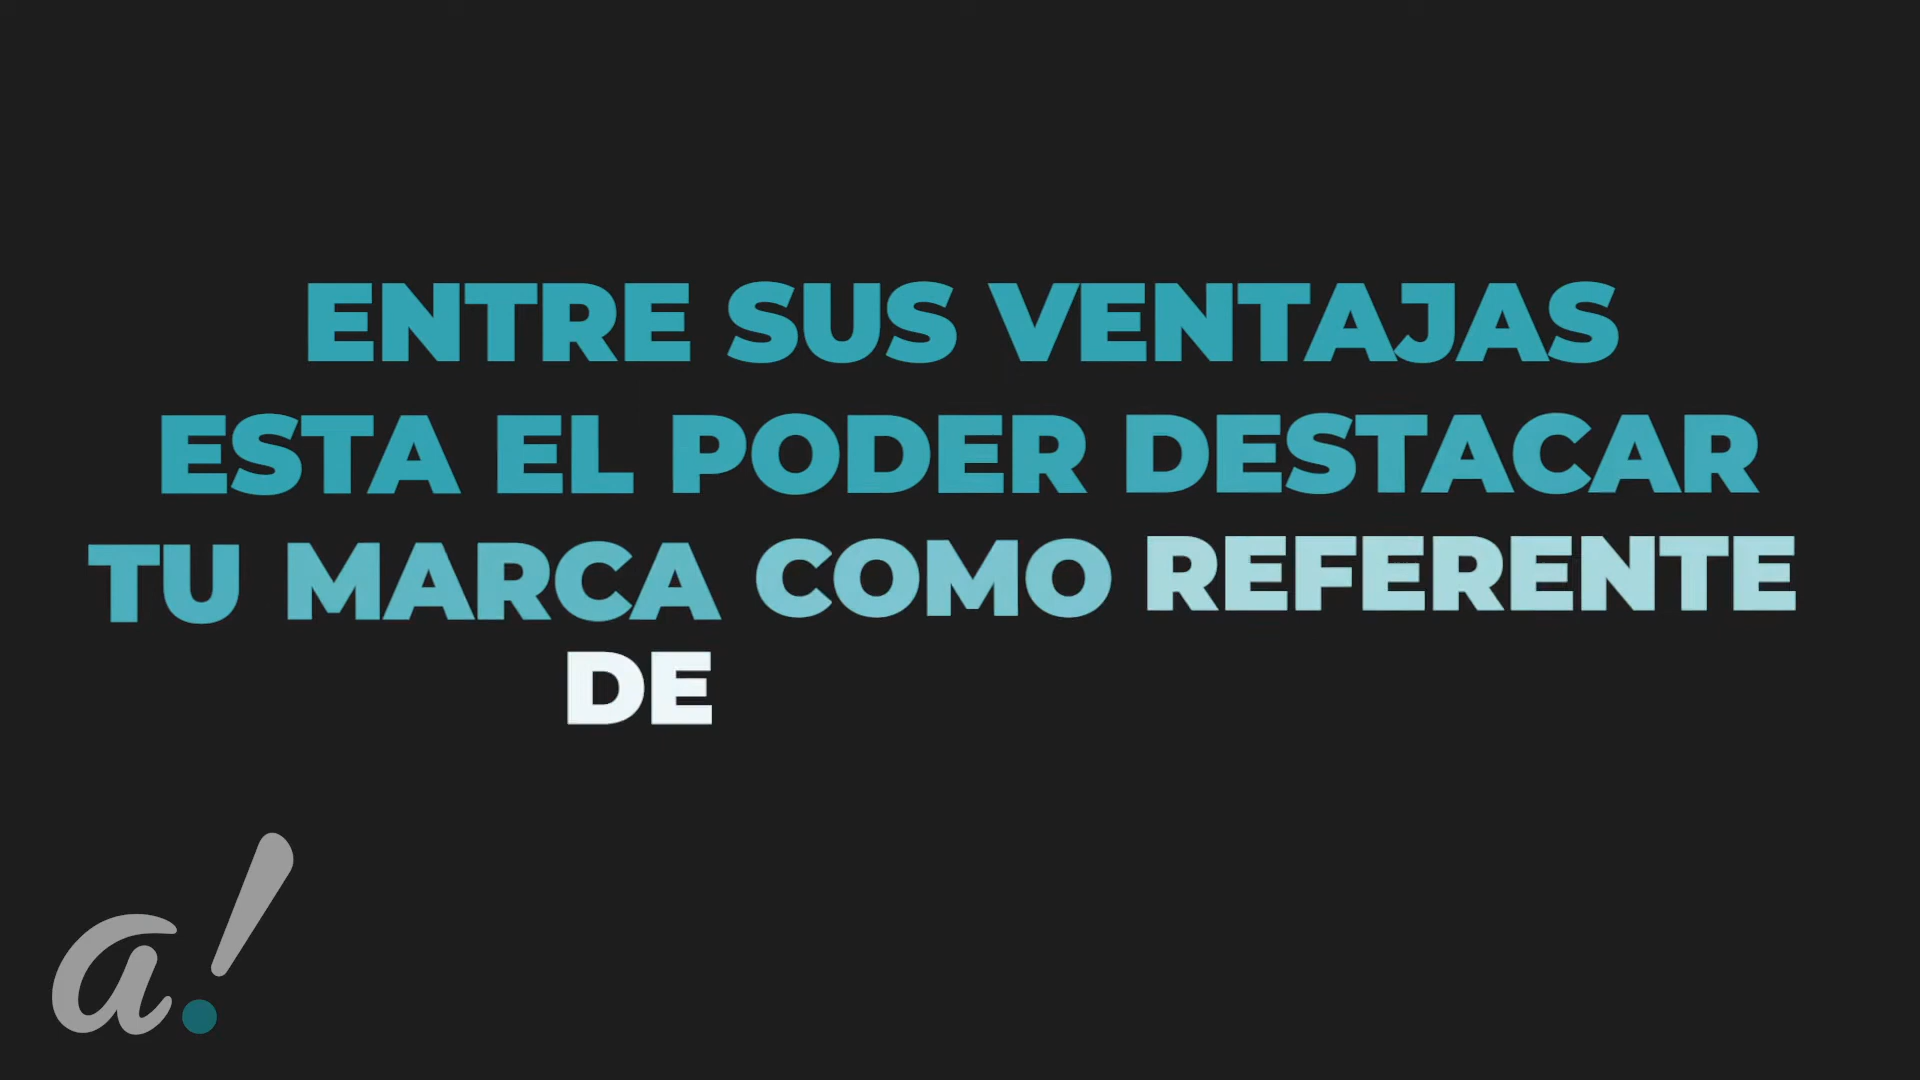 ENTRE SUS VENTAJAS
ESTA EL PODER DESTACAR
TU MARCA COMO REFERENTE
DE
a!